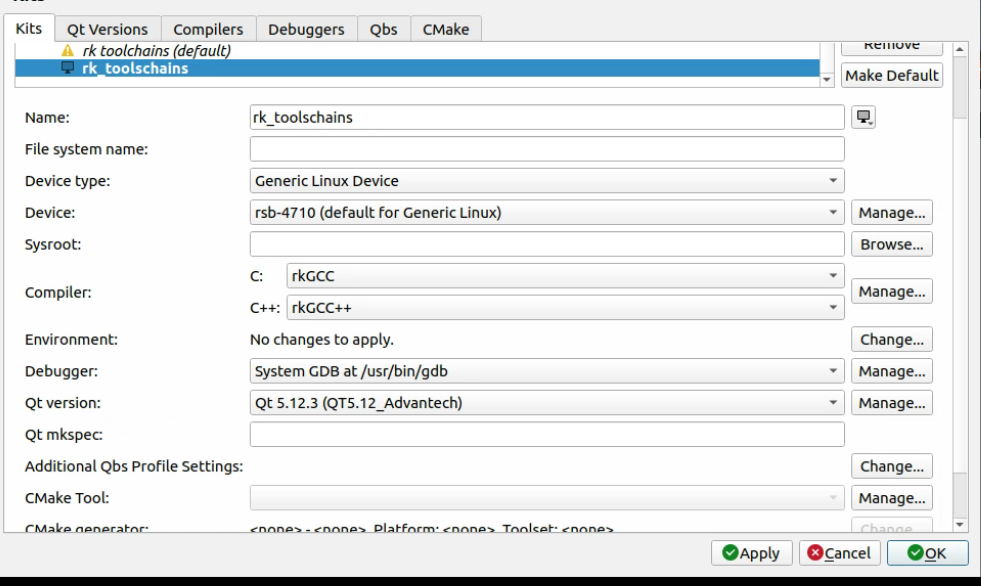 Kits Qt Versions Compilers Debuggers Qbs CMake
rk toolchains (default)
Remove
rk_toolschains
Make Default
Name: rk_toolschains
File system name:
Device type: Generic Linux Device
Device: rsb-4710 (default for Generic Linux) Manage...
Sysroot: Browse...
Compiler: C: rkGCC
C++: rkGCC++ Manage...
Environment: No changes to apply. Change...
Debugger: System GDB at /usr/bin/gdb Manage...
Qt version: Qt 5.12.3 (QT5.12_Advantech) Manage...
Qt mkspec:
Additional Qbs Profile Settings: Change...
CMake Tool: Manage...
CMake generator: <none> - <none>, Platform: <none>, Toolset: <none> Change...
Apply Cancel OK